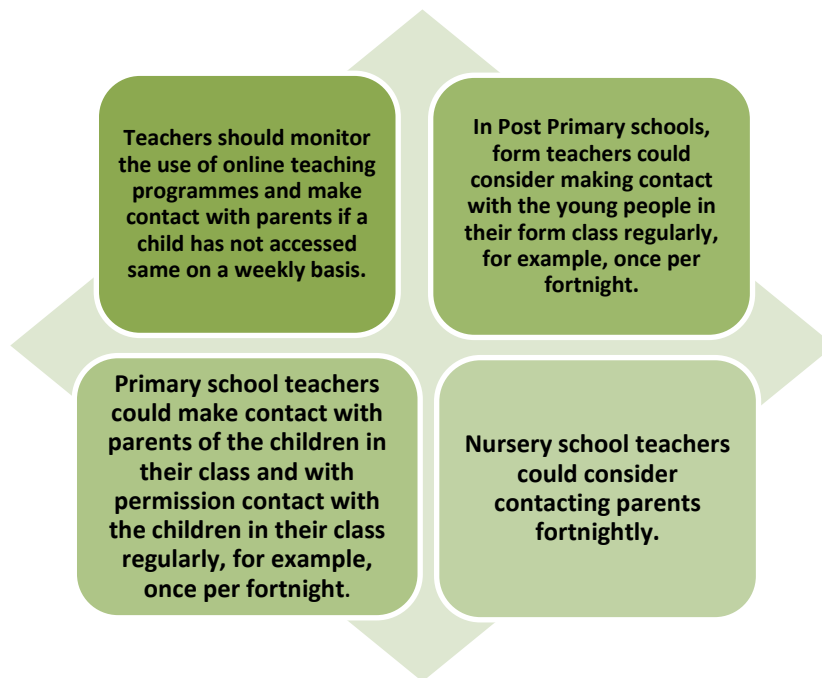 Teachers should monitor
the use of online teaching
programmes and make
contact with parents if a
child has not accessed
same on a weekly basis.
In Post Primary schools,
form teachers could
consider making contact
with the young people in
their form class regularly,
for example, once per
fortnight.
Primary school teachers
could make contact with
parents of the children in
their class and with
permission contact with
the children in their class
regularly, for example,
once per fortnight.
Nursery school teachers
could consider
contacting parents
fortnightly.